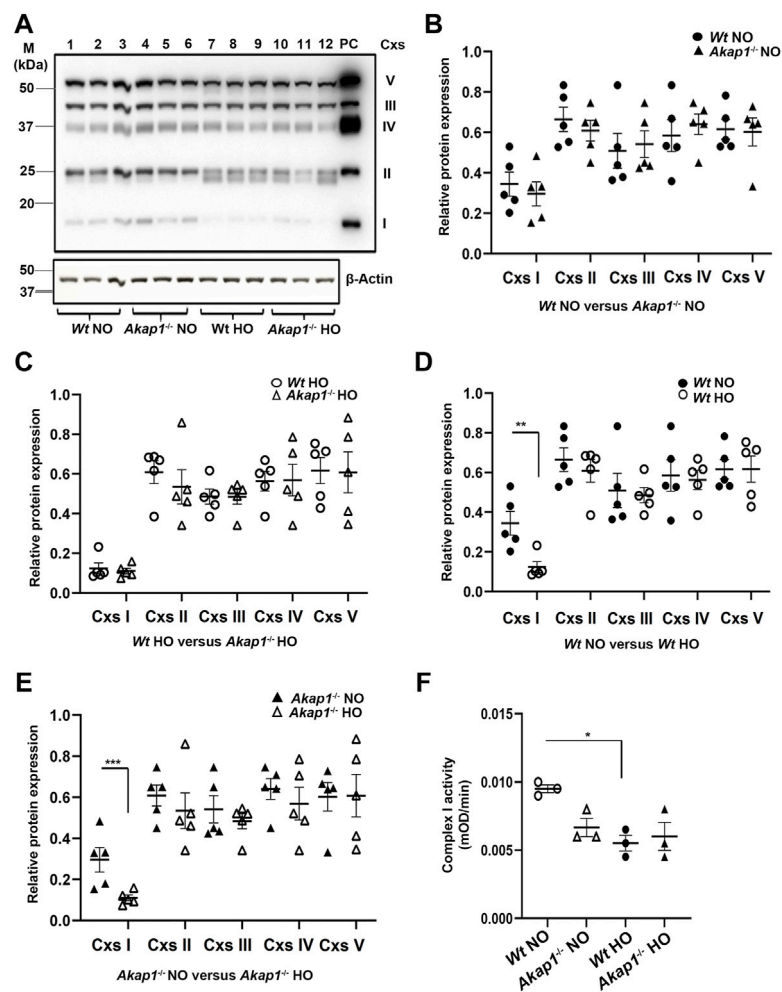 A
M
(kDa)
1 2 3 4 5 6 7 8 9 10 11 12 PC Cxs
50
37
25
20
V
III
IV
II
I
50
37
β-Actin
Wt NO Akap1-/- NO Wt HO Akap1-/- HO
B
Wt NO
Akap1-/- NO
Relative protein expression
1.0
0.8
0.6
0.4
0.2
0.0
Cxs I Cxs II Cxs III Cxs IV Cxs V
Wt NO versus Akap1-/- NO
C
Wt HO
Akap1-/- HO
Relative protein expression
1.0
0.8
0.6
0.4
0.2
0.0
Cxs I Cxs II Cxs III Cxs IV Cxs V
Wt HO versus Akap1-/- HO
D
Wt NO
Wt HO
Relative protein expression
1.0
0.8
0.6
0.4
0.2
0.0
**
Cxs I Cxs II Cxs III Cxs IV Cxs V
Wt NO versus Wt HO
E
Akap1-/- NO
Akap1-/- HO
Relative protein expression
1.0
0.8
0.6
0.4
0.2
0.0
***
Cxs I Cxs II Cxs III Cxs IV Cxs V
Akap1-/- NO versus Akap1-/- HO
F
Complex I activity
(mOD/min)
0.015
0.010
0.005
0.000
*
Wt NO
Akap1-/- NO
Wt HO
Akap1-/- HO